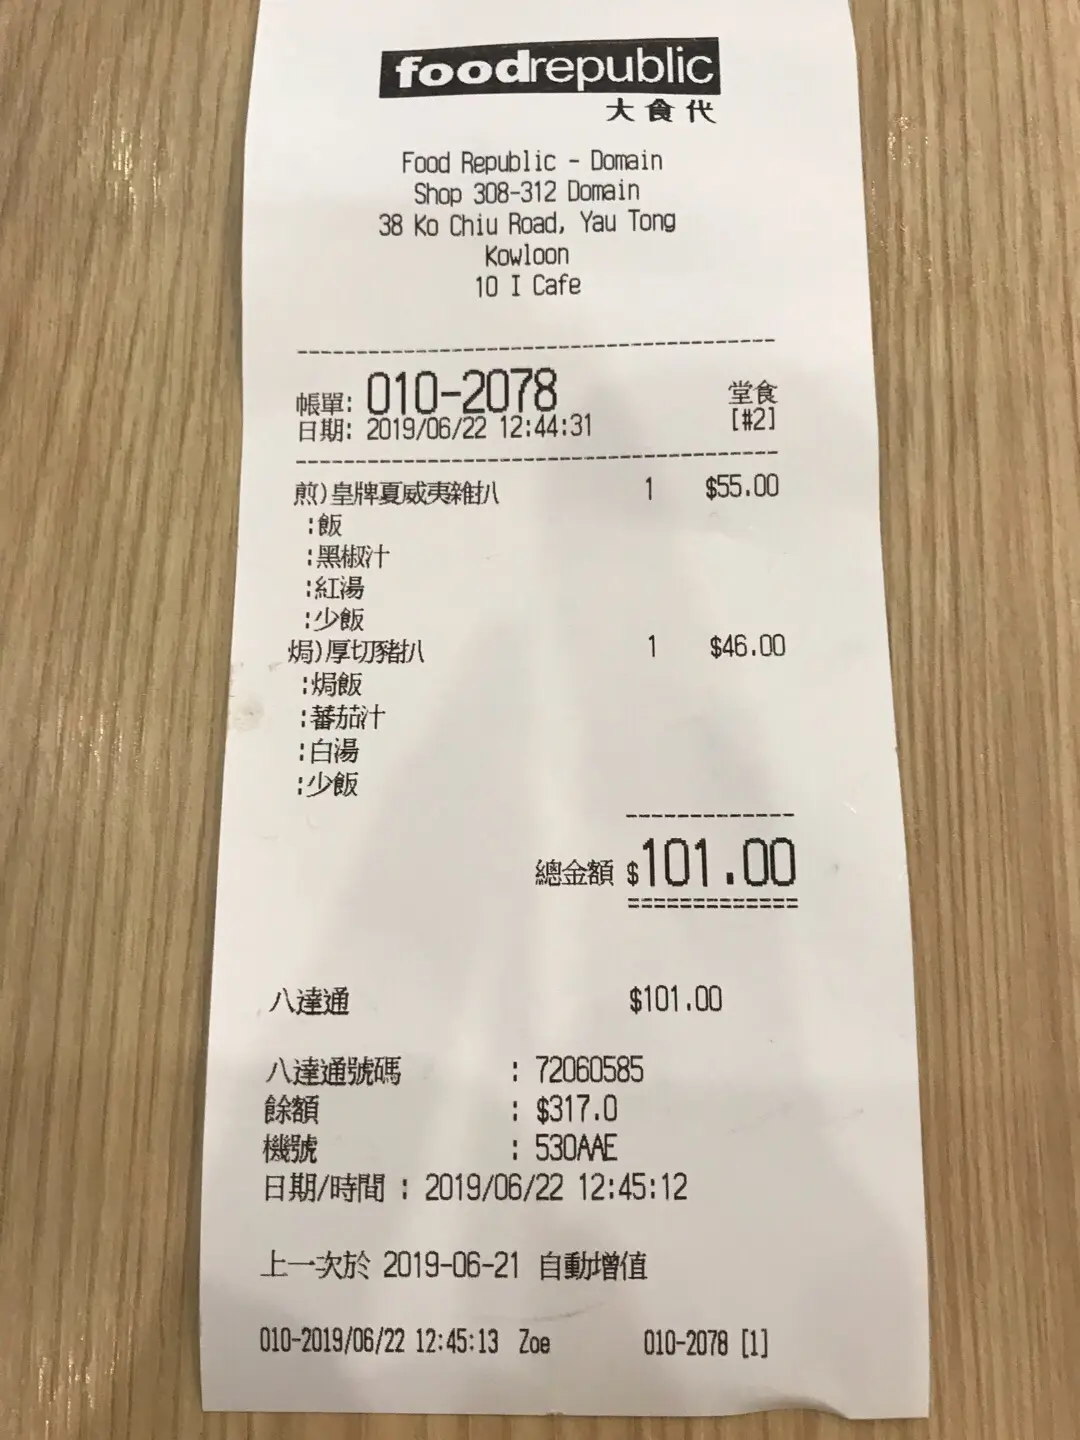 foodrepublic
大食代
Food Republic - Domain
Shop 308-312 Domain
38 Ko Chiu Road, Yau Tong
Kowloon
10 I Cafe
帳單: 010-2078 堂食
日期: 2019/06/22 12:44:31 [#2]
煎)皇牌夏威夷雜扒 1 $55.00
:飯
:黑椒汁
:紅湯
:少飯
焗)厚切豬扒 1 $46.00
:焗飯
:蕃茄汁
:白湯
:少飯
總金額 $101.00
八達通 $101.00
八達通號碼 : 72060585
餘額 : $317.0
機號 : 530AAE
日期/時間 : 2019/06/22 12:45:12
上一次於 2019-06-21 自動增值
010-2019/06/22 12:45:13 Zoe 010-2078 [1]